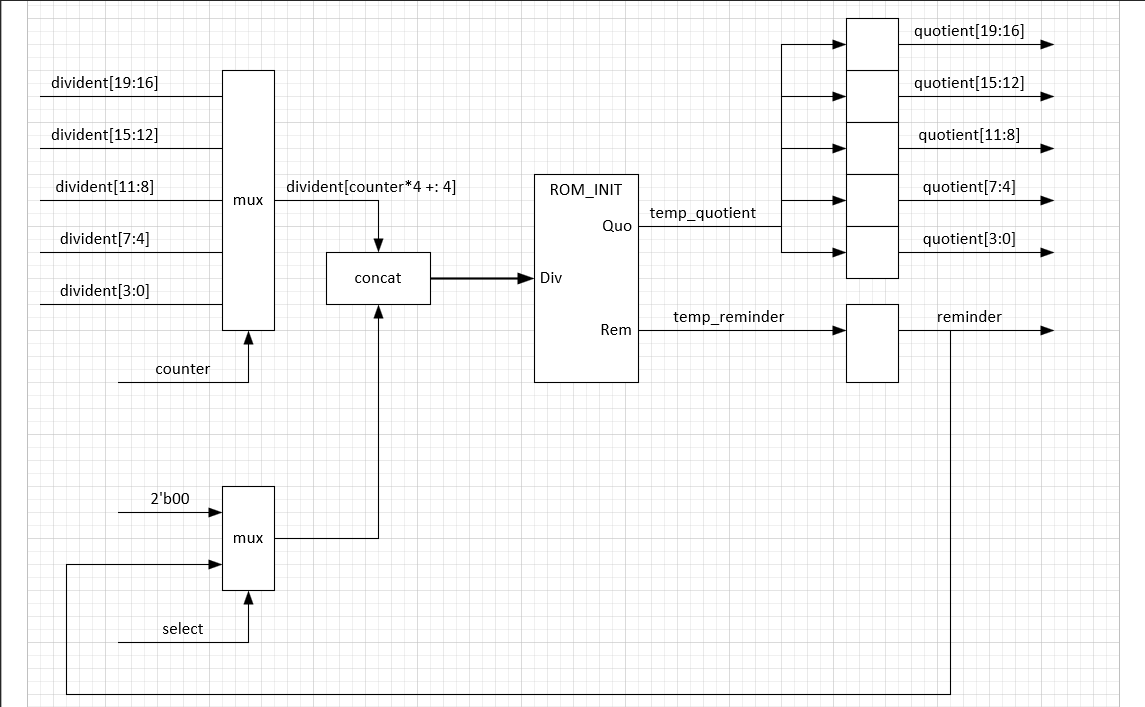 divident[19:16]
divident[15:12]
divident[11:8]
divident[7:4]
divident[3:0]
mux
counter
divident[counter*4 +: 4]
concat
ROM_INIT
Quo
Div
Rem
temp_quotient
temp_reminder
quotient[19:16]
quotient[15:12]
quotient[11:8]
quotient[7:4]
quotient[3:0]
reminder
2'b00
mux
select